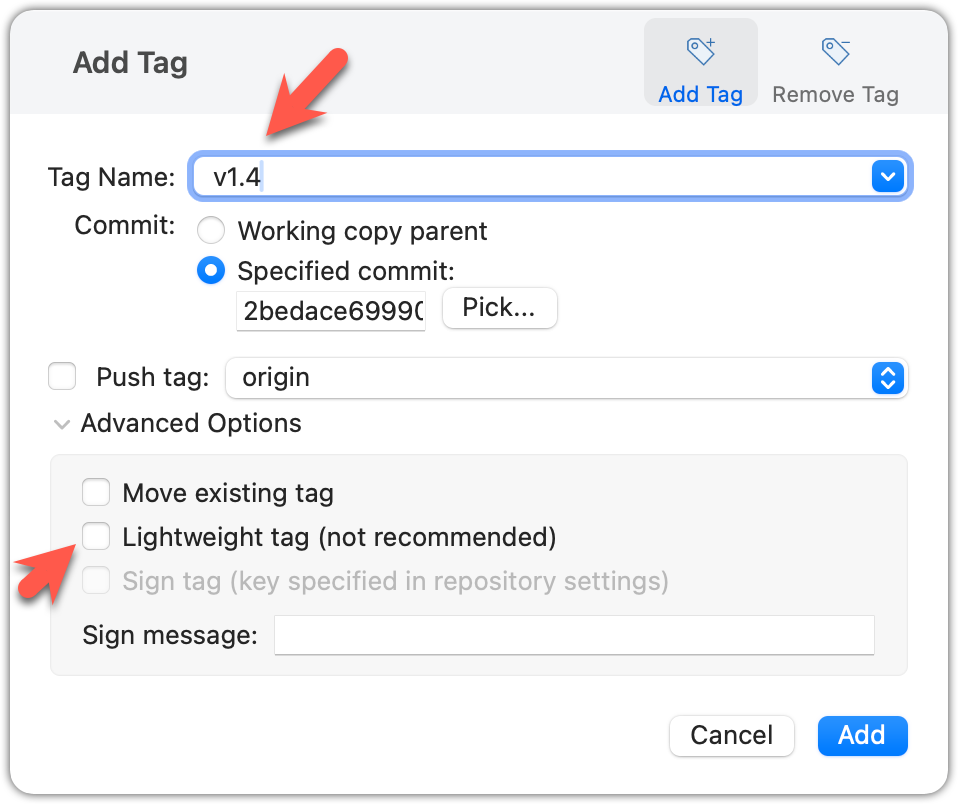 Add Tag
Add Tag
Remove Tag
Tag Name: v1.4
Commit:
Working copy parent
Specified commit:
2bedace69990 Pick...
Push tag: origin
Advanced Options
Move existing tag
Lightweight tag (not recommended)
Sign tag (key specified in repository settings)
Sign message:
Cancel Add